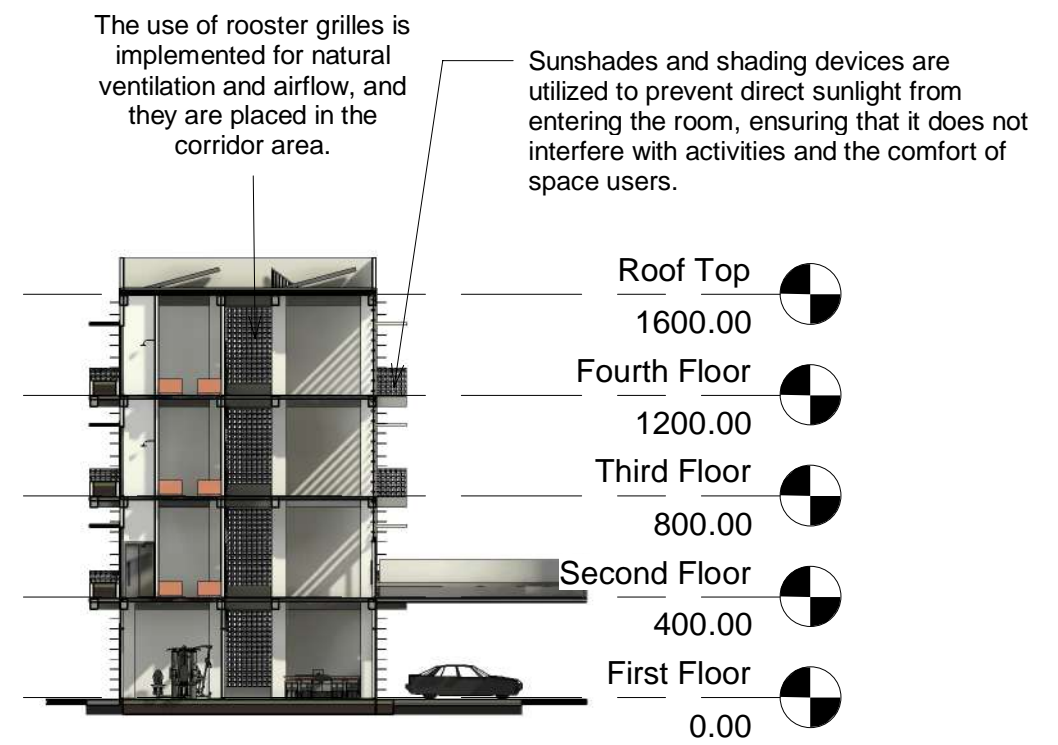 The use of rooster grilles is
implemented for natural
ventilation and airflow, and
they are placed in the
corridor area.
Sunshades and shading devices are
utilized to prevent direct sunlight from
entering the room, ensuring that it does not
interfere with activities and the comfort of
space users.
Roof Top
1600.00
Fourth Floor
1200.00
Third Floor
800.00
Second Floor
400.00
First Floor
0.00